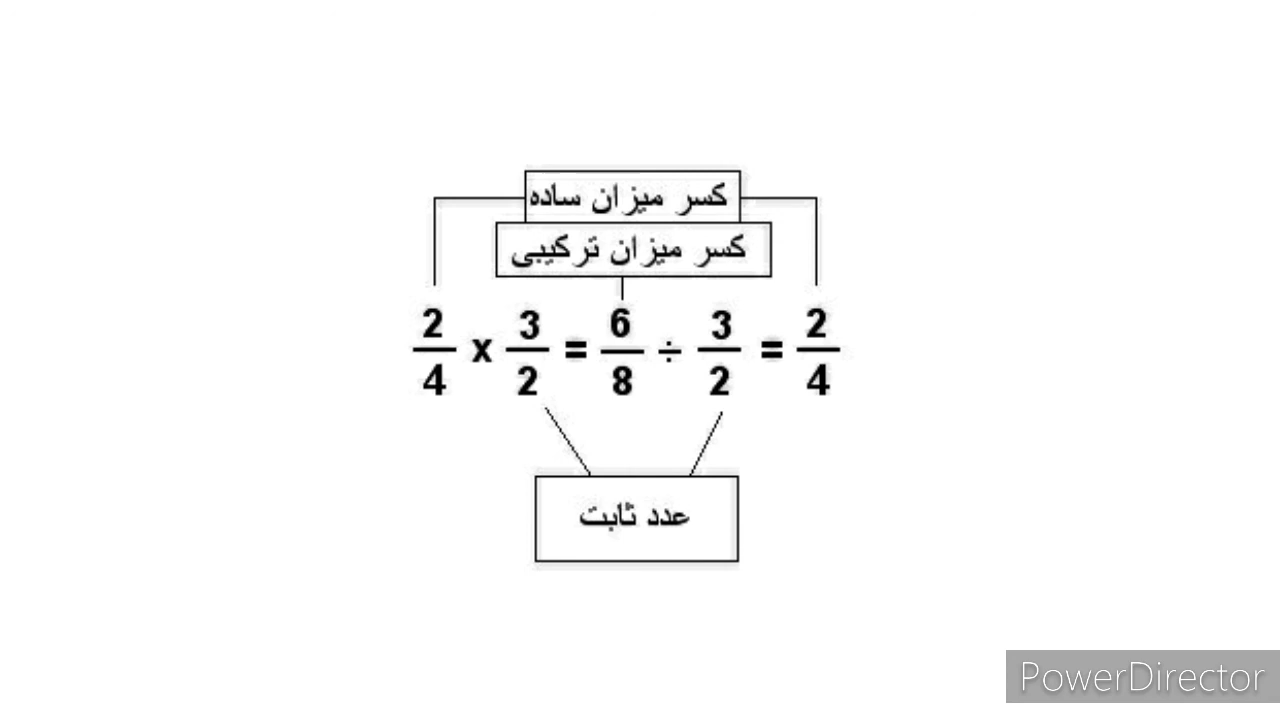 کسر میزان ساده
کسر میزان ترکیبی
2/4 x 3/2 = 6/8 ÷ 3/2 = 2/4
عدد ثابت
PowerDirector